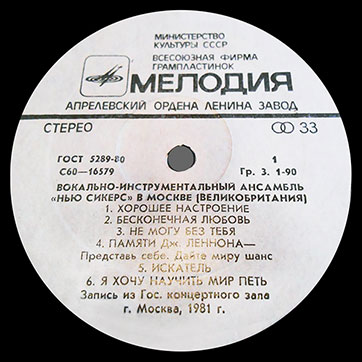 МИНИСТЕРСТВО
КУЛЬТУРЫ СССР
ВСЕСОЮЗНАЯ ФИРМА
ГРАМПЛАСТИНОК
МЕЛОДИЯ
АПРЕЛЕВСКИЙ ОРДЕНА ЛЕНИНА ЗАВОД
СТЕРЕО 33
ГОСТ 5289-80 1
С60—16579 Гр. 3. 1-90
ВОКАЛЬНО-ИНСТРУМЕНТАЛЬНЫЙ АНСАМБЛЬ
«НЬЮ СИКЕРС» В МОСКВЕ (ВЕЛИКОБРИТАНИЯ)
1. ХОРОШЕЕ НАСТРОЕНИЕ
2. БЕСКОНЕЧНАЯ ЛЮБОВЬ
3. НЕ МОГУ БЕЗ ТЕБЯ
4. ПАМЯТИ ДЖ. ЛЕННОНА—
Представь себе. Дайте миру шанс
5. ИСКАТЕЛЬ
6. Я ХОЧУ НАУЧИТЬ МИР ПЕТЬ
Запись из Гос. концертного зала
г. Москва, 1981 г.